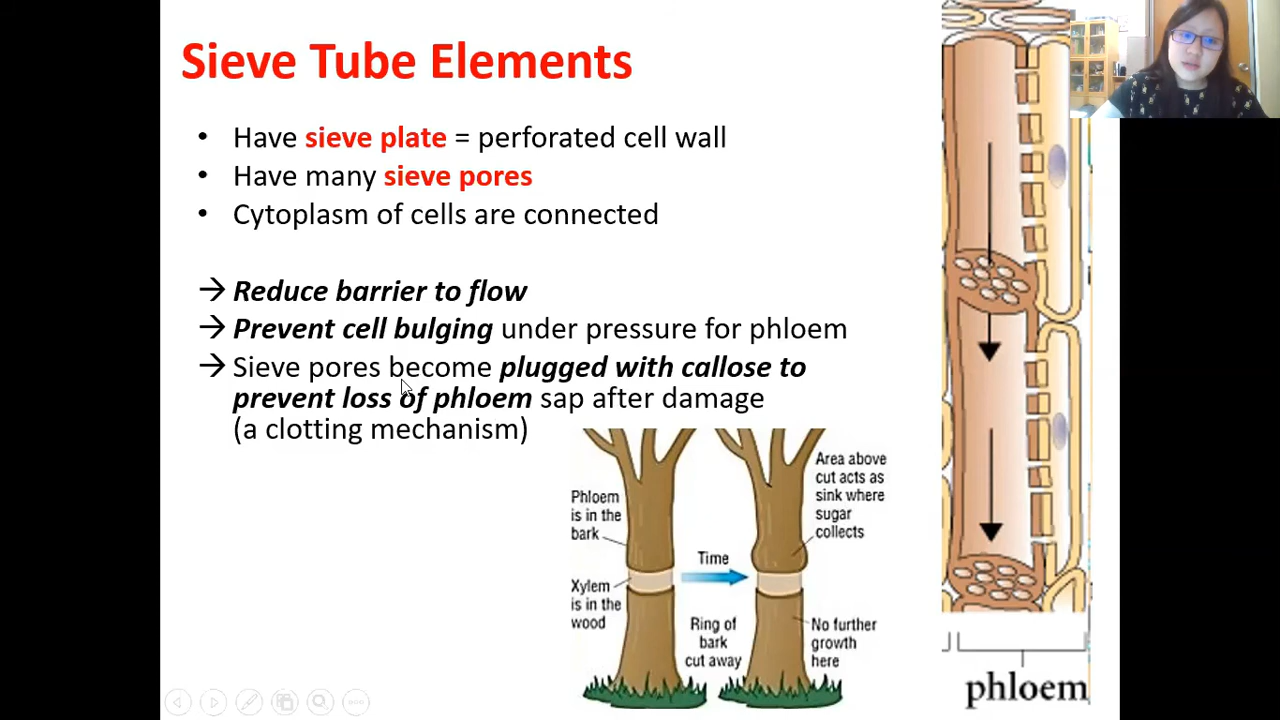 Sieve Tube Elements
• Have sieve plate = perforated cell wall
• Have many sieve pores
• Cytoplasm of cells are connected
→ Reduce barrier to flow
→ Prevent cell bulging under pressure for phloem
→ Sieve pores become plugged with callose to
prevent loss of phloem sap after damage
(a clotting mechanism)
Phloem
is in the
bark
Xylem
is in the
wood
Time
Ring of
bark
cut away
Area above
cut acts as
sink where
sugar
collects
No further
growth
here
phloem